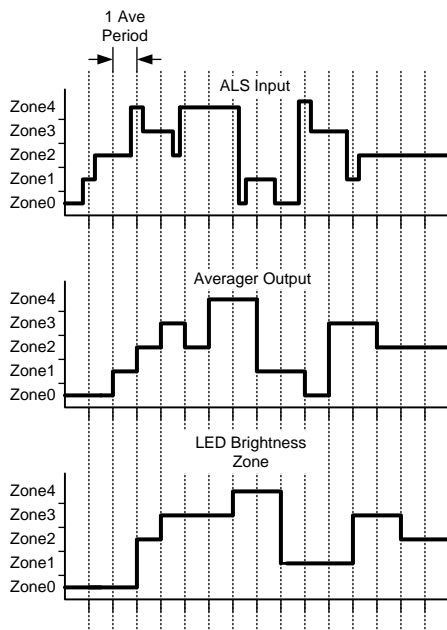 1 Ave
Period
ALS Input
Zone4
Zone3
Zone2
Zone1
Zone0
Averager Output
Zone4
Zone3
Zone2
Zone1
Zone0
LED Brightness
Zone
Zone4
Zone3
Zone2
Zone1
Zone0